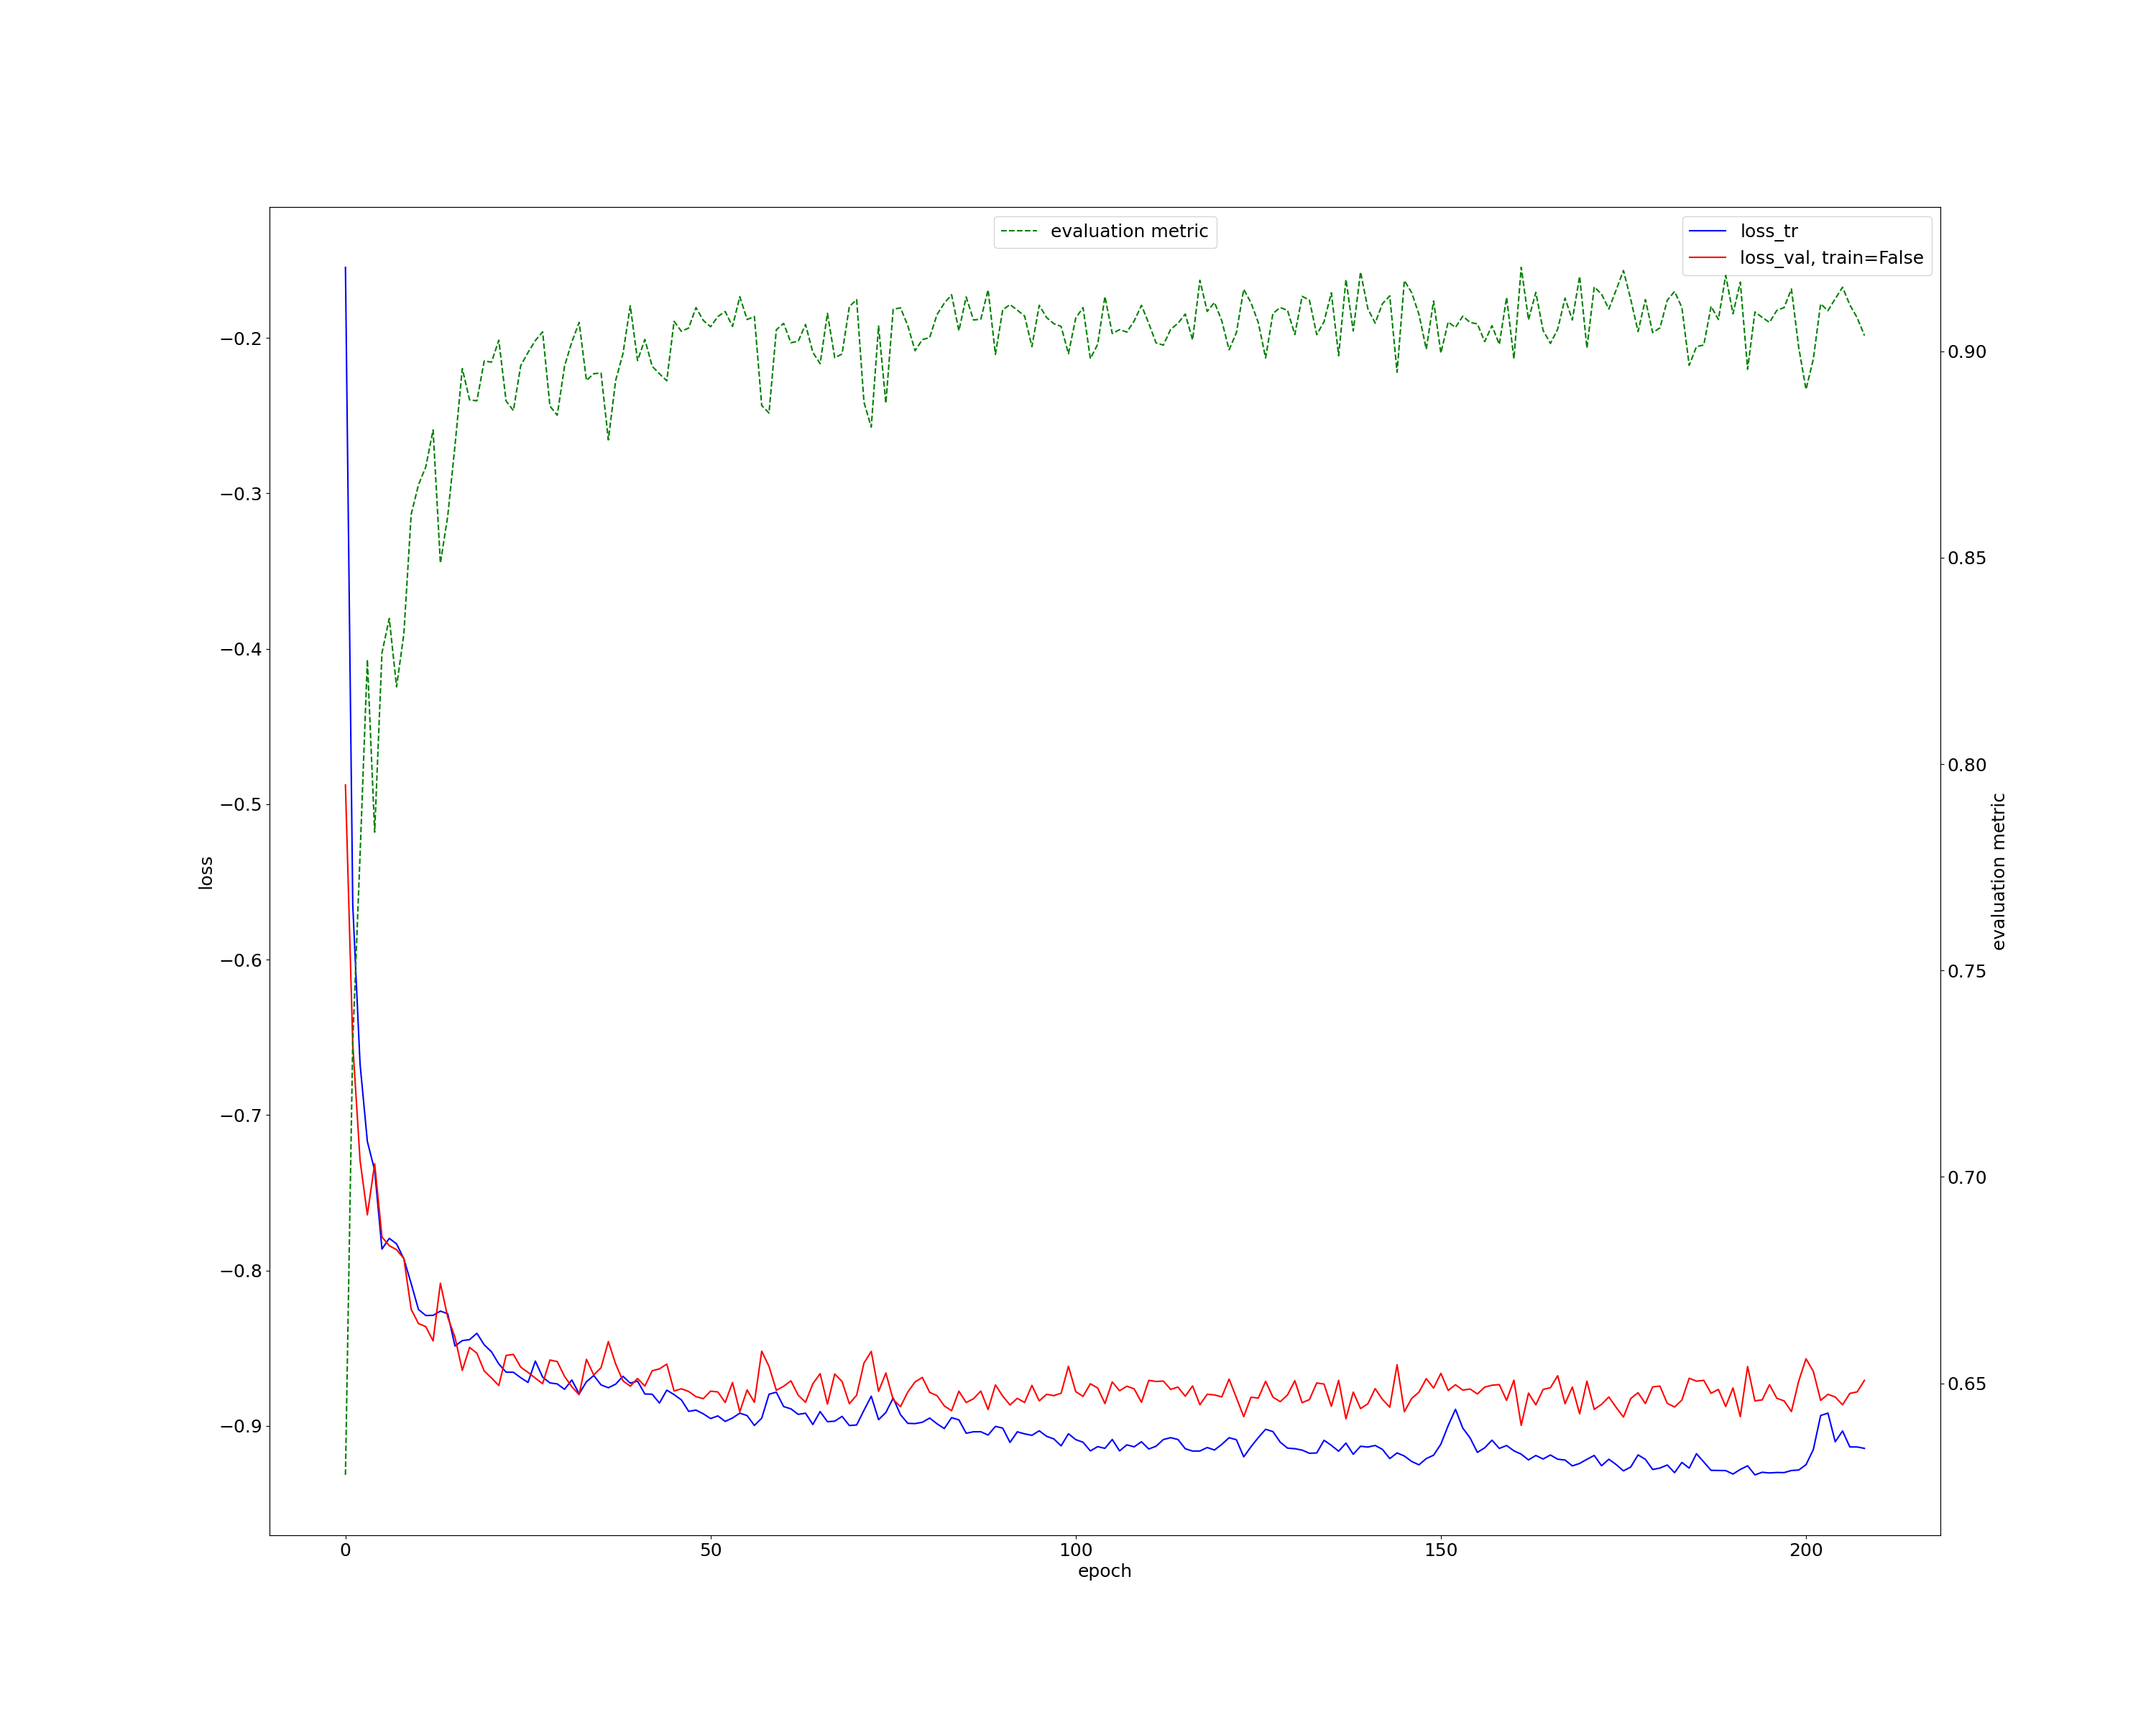 evaluation metric
loss_tr
loss_val, train=False
−0.2
−0.3
−0.4
−0.5
−0.6
−0.7
−0.8
−0.9
loss
0.90
0.85
0.80
0.75
0.70
0.65
evaluation metric
0 50 100 150 200
epoch